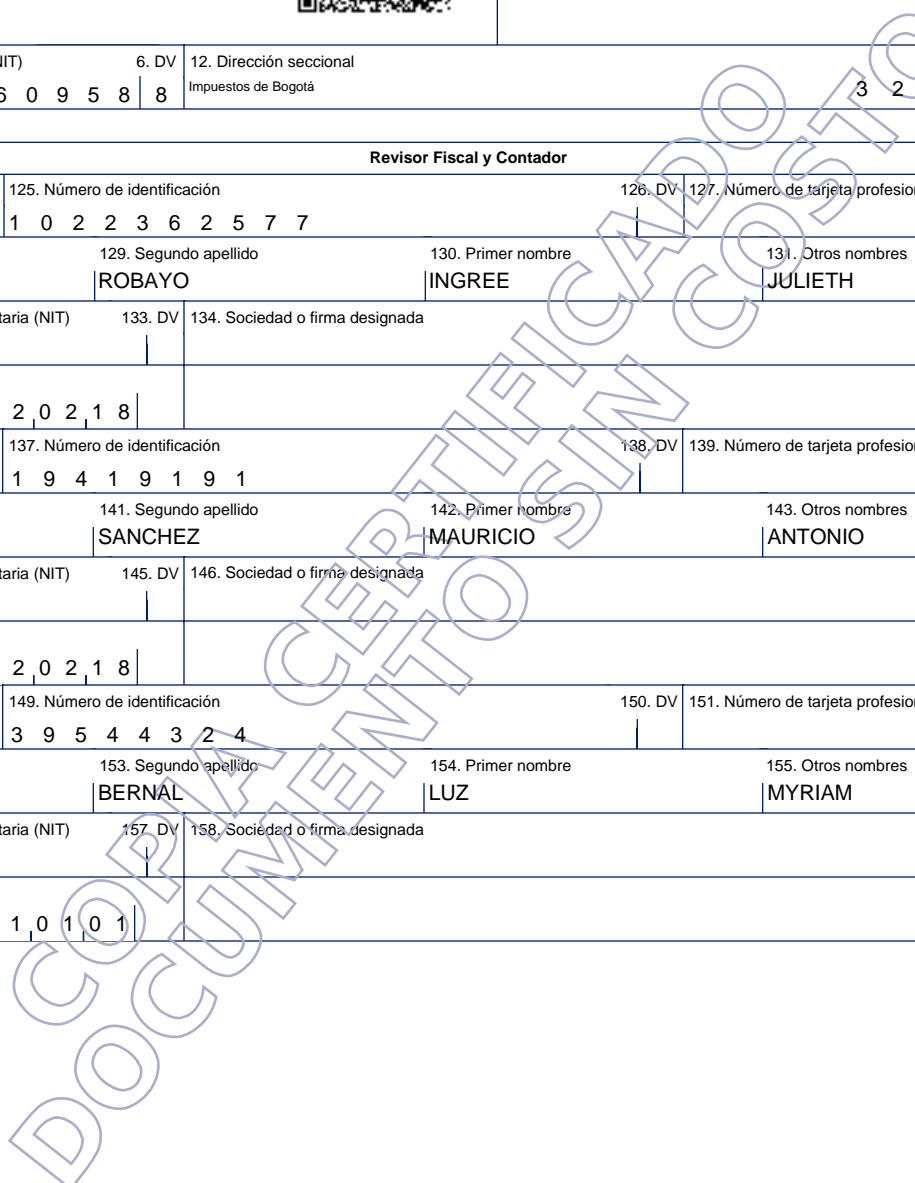 IT) 6. DV 12. Dirección seccional
6 0 9 5 8 8 Impuestos de Bogotá 3 2
Revisor Fiscal y Contador
125. Número de identificación 126. DV 127. Número de tarjeta profesion
1 0 2 2 3 6 2 5 7 7
129. Segundo apellido 130. Primer nombre 131. Otros nombres
ROBAYO INGREE JULIETH
taria (NIT) 133. DV 134. Sociedad o firma designada
2 0 2 1 8
137. Número de identificación 138. DV 139. Número de tarjeta profesion
1 9 4 1 9 1 9 1
141. Segundo apellido 142. Primer nombre 143. Otros nombres
SANCHEZ MAURICIO ANTONIO
taria (NIT) 145. DV 146. Sociedad o firma designada
2 0 2 1 8
149. Número de identificación 150. DV 151. Número de tarjeta profesion
3 9 5 4 4 3 2 4
153. Segundo apellido 154. Primer nombre 155. Otros nombres
BERNAL LUZ MYRIAM
taria (NIT) 157. DV 158. Sociedad o firma designada
1 0 1 0 1
COPIA CERTIFICADO
DOCUMENTO SIN COSTO